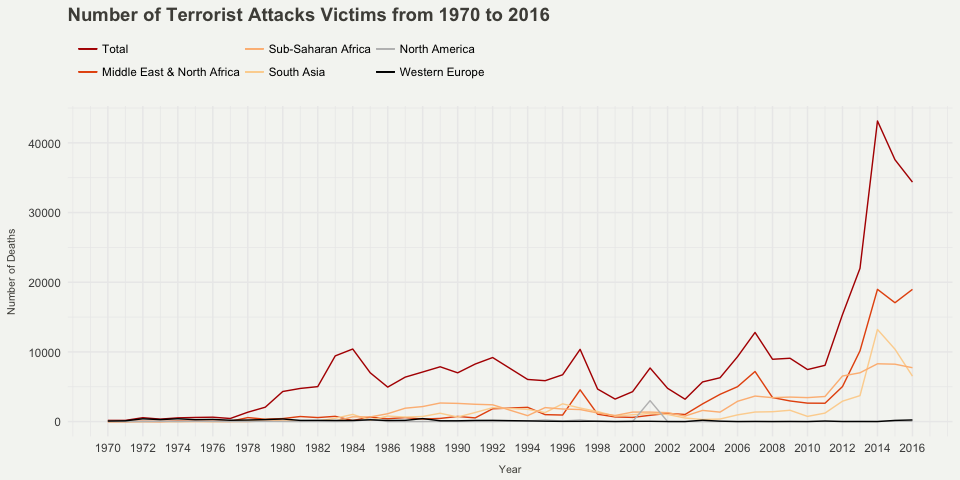 Number of Terrorist Attacks Victims from 1970 to 2016
Total Sub-Saharan Africa North America
Middle East & North Africa South Asia Western Europe
40000
30000
20000
10000
0
Number of Deaths
1970 1972 1974 1976 1978 1980 1982 1984 1986 1988 1990 1992 1994 1996 1998 2000 2002 2004 2006 2008 2010 2012 2014 2016
Year